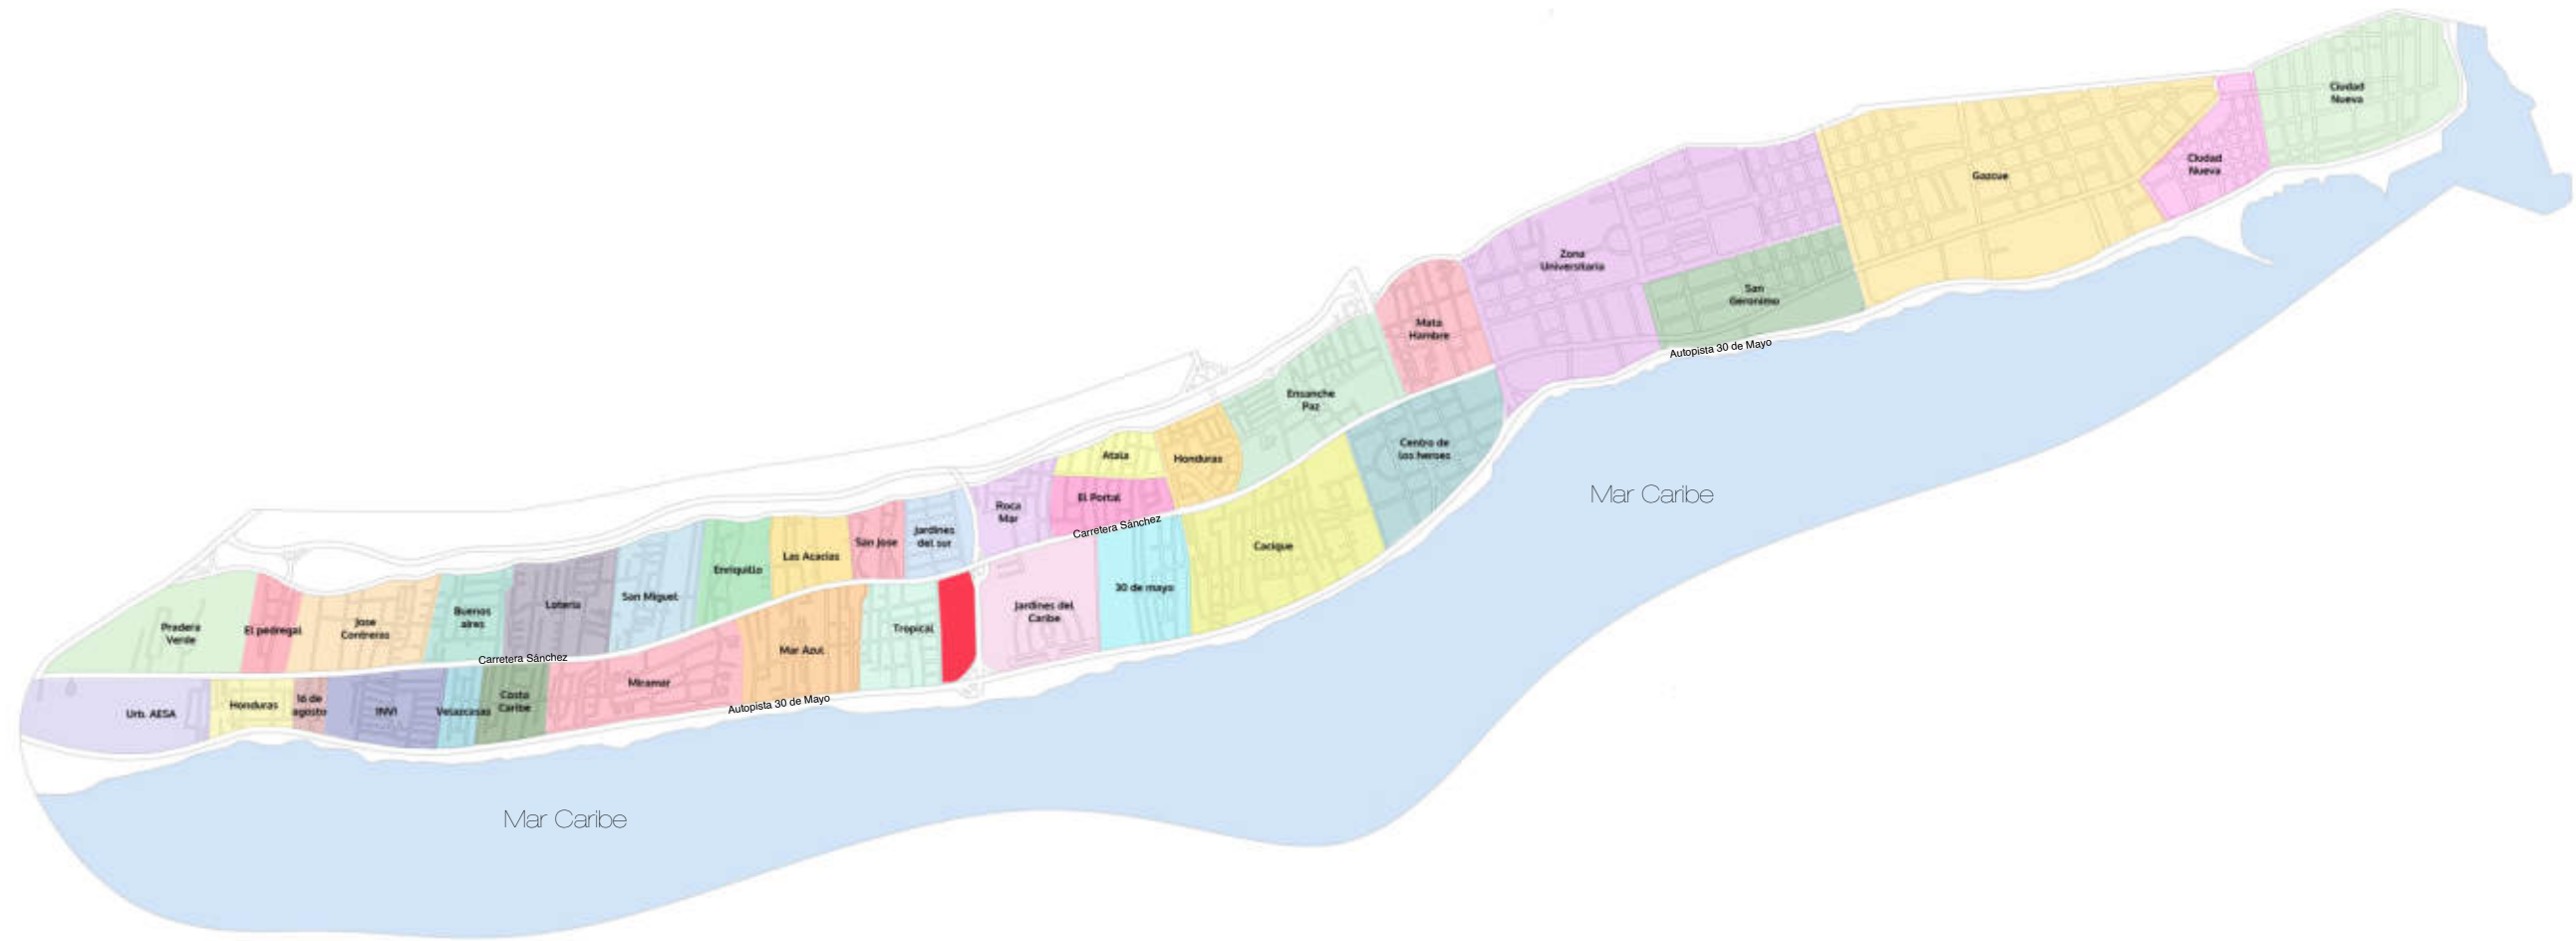 Ciudad
Nueva
Ciudad
Nueva
Gazcue
Zona
Universitaria
San
Geronimo
Mata
Hambre
Autopista 30 de Mayo
Ensanche
Paz
Centro de
los heroes
Atala
Honduras
El Portal
Roca
Mar
Carretera Sánchez
Mar Caribe
Jardines
del sur
San Jose
Las Acacias
Enriquillo
Cacique
30 de mayo
Jardines del
Caribe
San Miguel
Loteria
Buenos
aires
Jose
Contreras
El pedregal
Pradera
Verde
Tropical
Mar Azul
Carretera Sánchez
Miramar
Autopista 30 de Mayo
Costa
Caribe
Velazcasas
INVI
16 de
agosto
Honduras
Urb. AESA
Mar Caribe